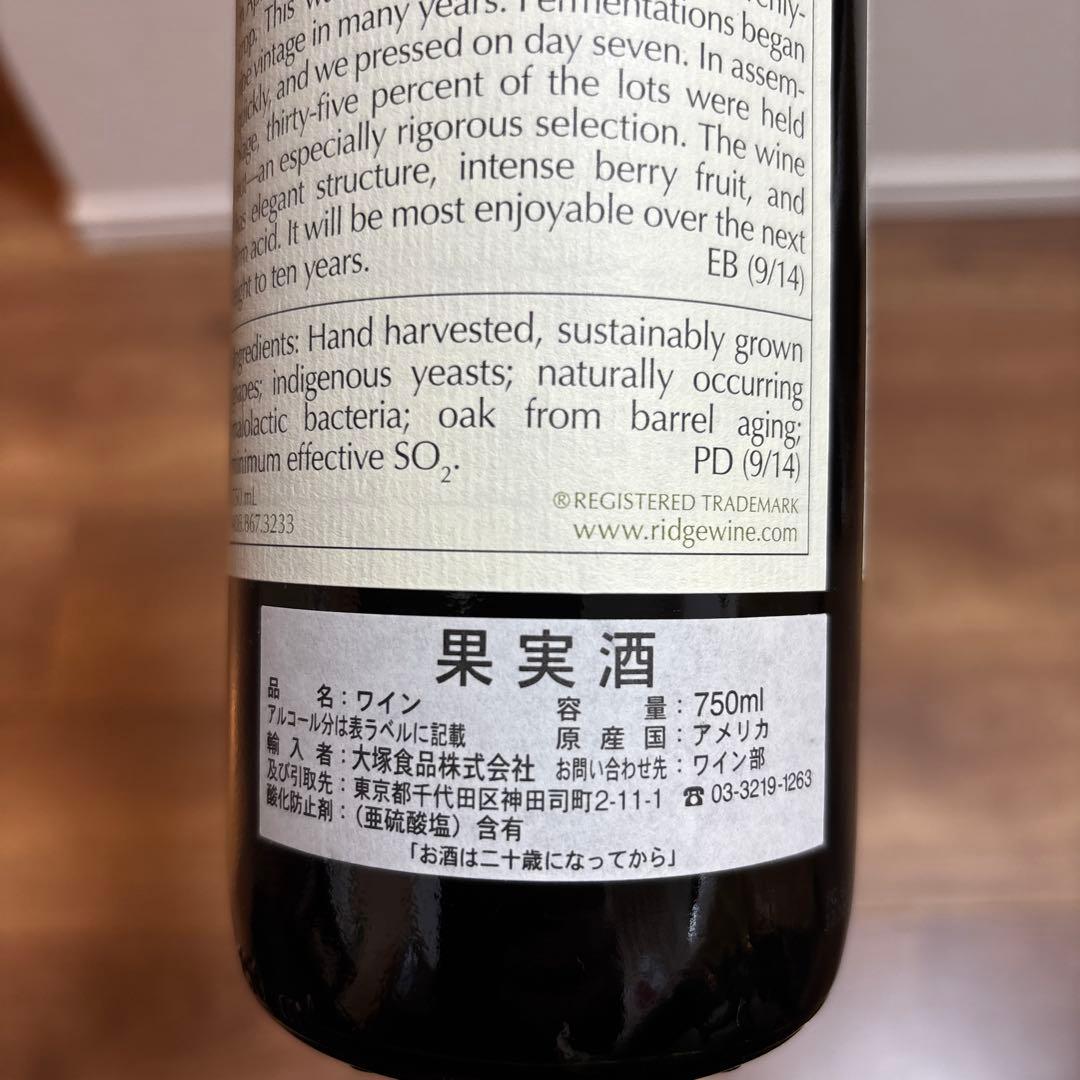 This
vintage in many years. Fermentations began
and we pressed on day seven. In assem-
thirty-five percent of the lots were held
—an especially rigorous selection. The wine
elegant structure, intense berry fruit, and
acid. It will be most enjoyable over the next
to ten years. EB (9/14)
Ingredients: Hand harvested, sustainably grown
grapes; indigenous yeasts; naturally occurring
malolactic bacteria; oak from barrel aging;
minimum effective SO₂. PD (9/14)
750 mL ®REGISTERED TRADEMARK
408.867.3233 www.ridgewine.com
果実酒
品名:ワイン 容量:750ml
アルコール分は表ラベルに記載 原産国:アメリカ
輸入者:大塚食品株式会社 お問い合わせ先:ワイン部
及び引取先:東京都千代田区神田司町2-11-1 ☎ 03-3219-1263
酸化防止剤:(亜硫酸塩)含有
「お酒は二十歳になってから」